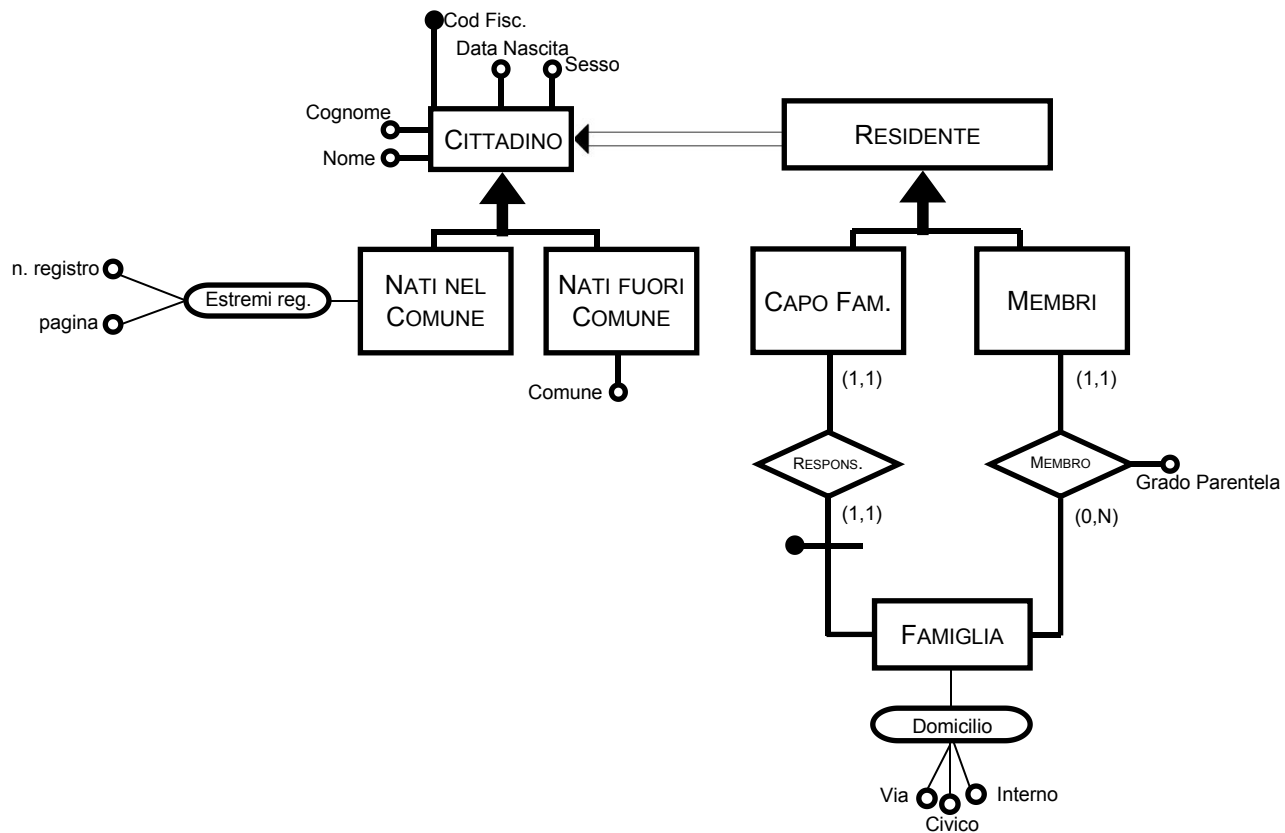 Cod Fisc.
Data Nascita
Sesso
Cognome
Nome
CITTADINO
RESIDENTE
n. registro
pagina
Estremi reg.
NATI NEL
COMUNE
NATI FUORI
COMUNE
Comune
CAPO FAM.
MEMBRI
(1,1)
(1,1)
RESPONS.
MEMBRO
Grado Parentela
(1,1)
(0,N)
FAMIGLIA
Domicilio
Via
Civico
Interno